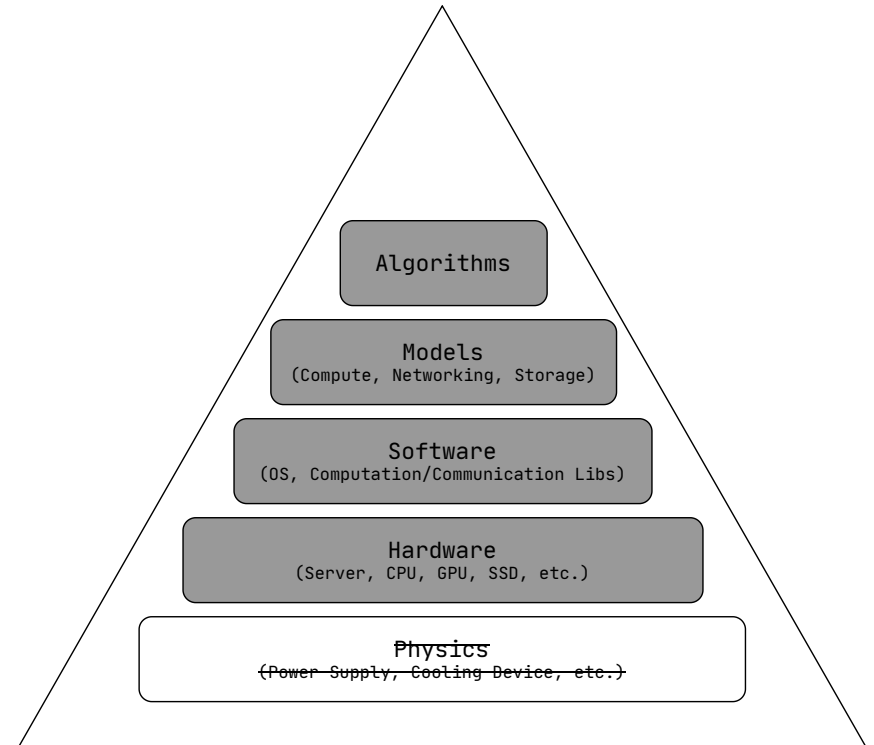 Algorithms
Models
(Compute, Networking, Storage)
Software
(OS, Computation/Communication Libs)
Hardware
(Server, CPU, GPU, SSD, etc.)
Physics
(Power Supply, Cooling Device, etc.)